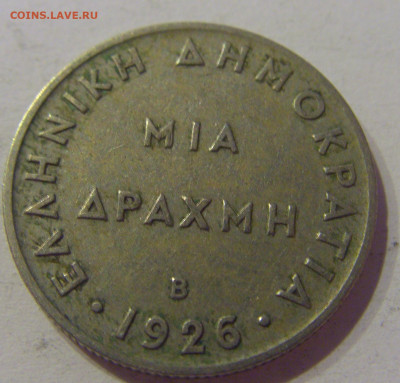 COINS.LAVE.RU
ΕΛΛΗΝΙΚΗ ΔΗΜΟΚΡΑΤΙΑ
ΜΙΑ
ΔΡΑΧΜΗ
Β
· 1926 ·